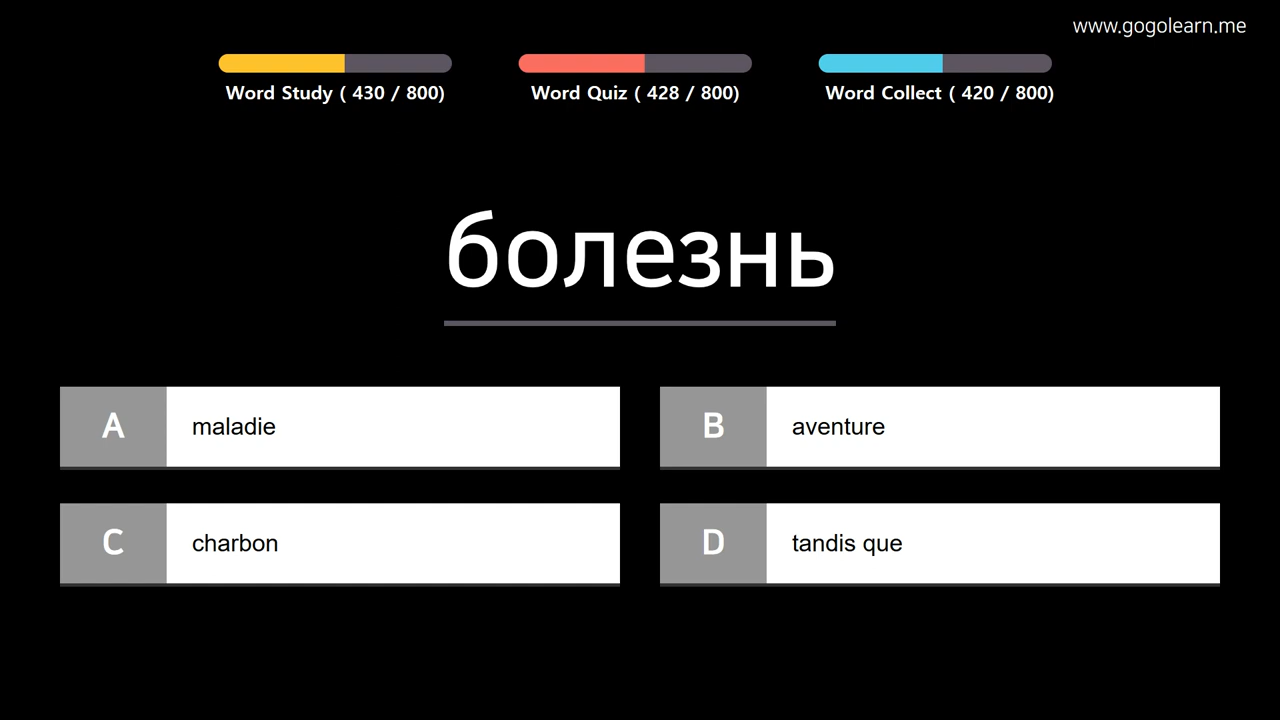 www.gogolearn.me
Word Study ( 430 / 800)
Word Quiz ( 428 / 800)
Word Collect ( 420 / 800)
болезнь
A
maladie
B
aventure
C
charbon
D
tandis que